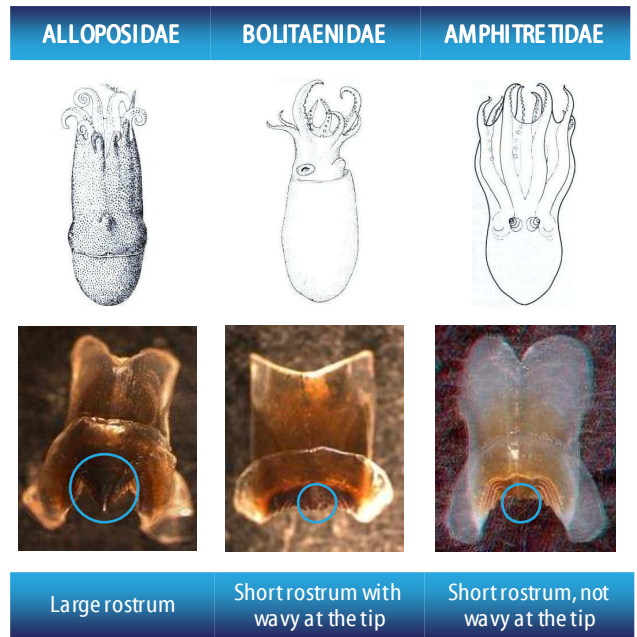 ALLOPOSIDAE
BOLITAENIDAE
AMPHITRETIDAE
Large rostrum
Short rostrum with
wavy at the tip
Short rostrum, not
wavy at the tip